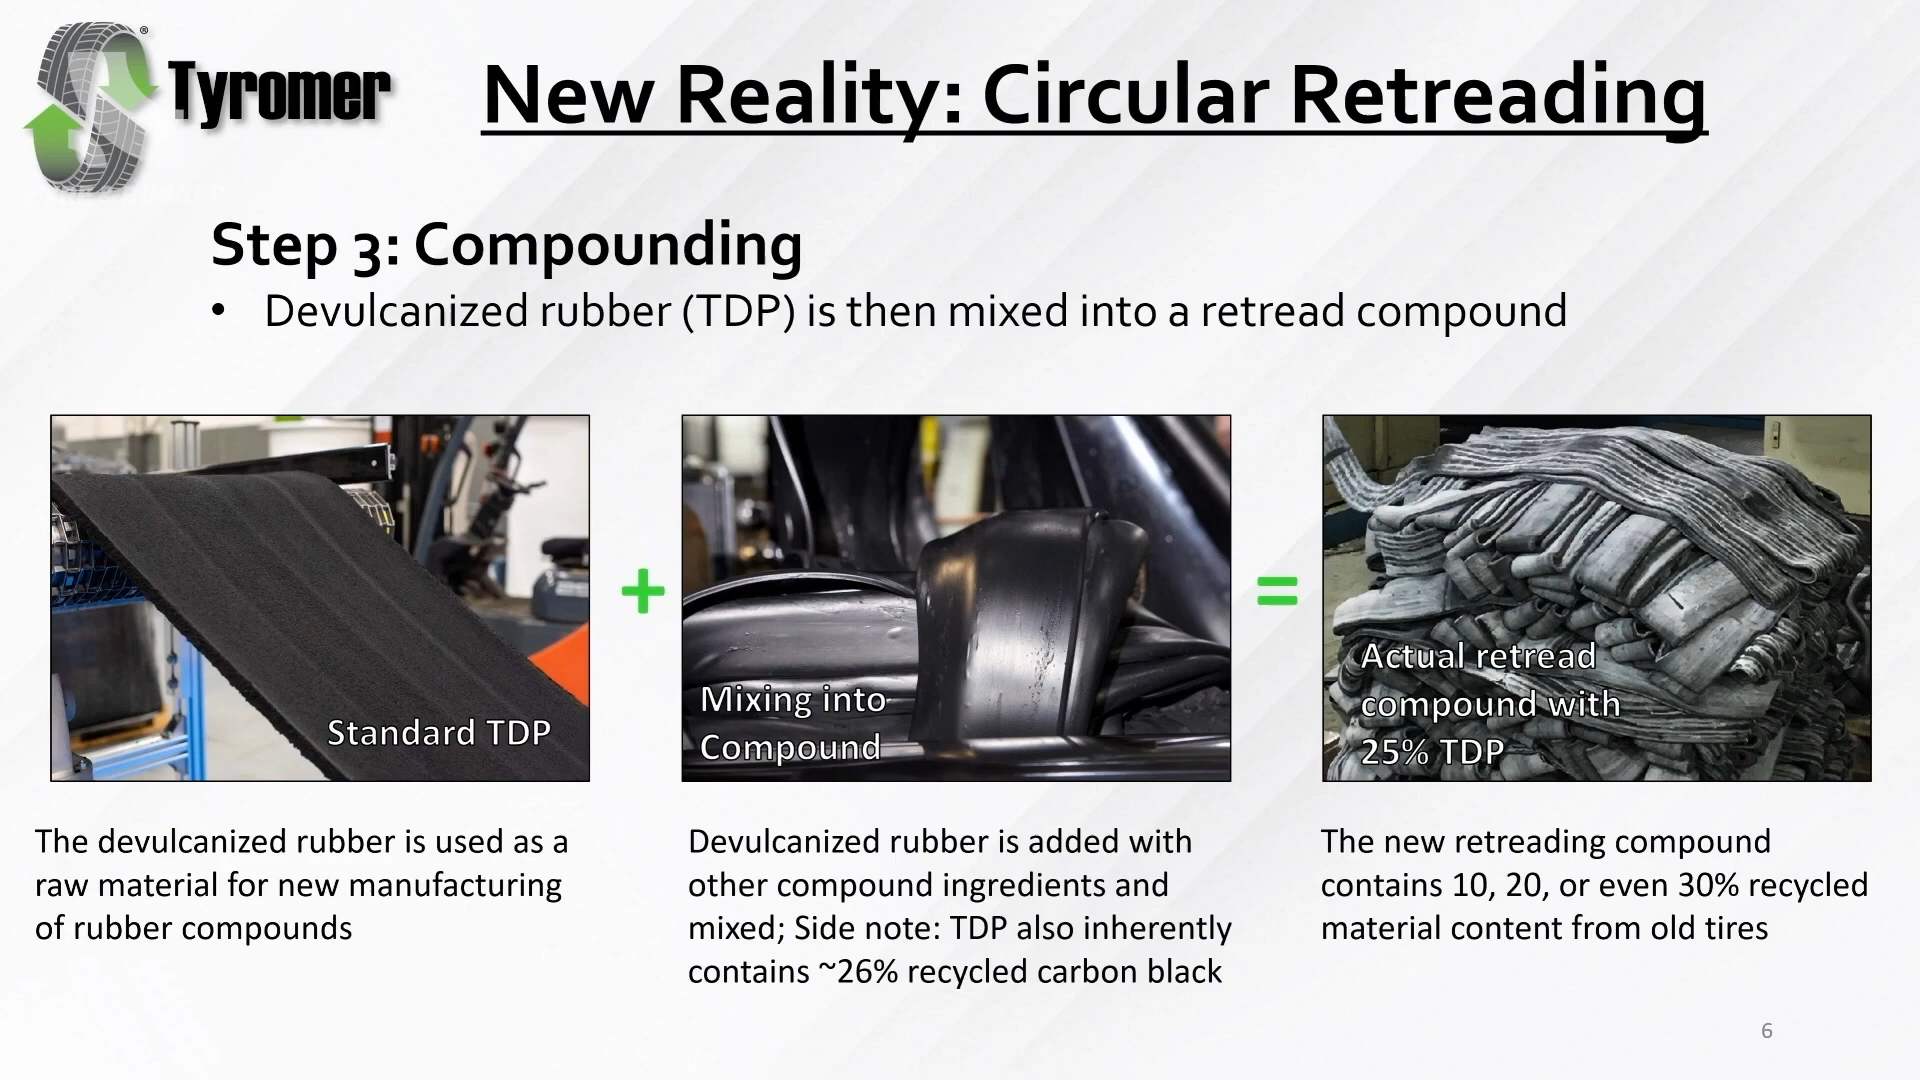 ®
Tyromer
New Reality: Circular Retreading
Step 3: Compounding
• Devulcanized rubber (TDP) is then mixed into a retread compound
Standard TDP
+
Mixing into
Compound
=
Actual retread
compound with
25% TDP
The devulcanized rubber is used as a
raw material for new manufacturing
of rubber compounds
Devulcanized rubber is added with
other compound ingredients and
mixed; Side note: TDP also inherently
contains ~26% recycled carbon black
The new retreading compound
contains 10, 20, or even 30% recycled
material content from old tires
6